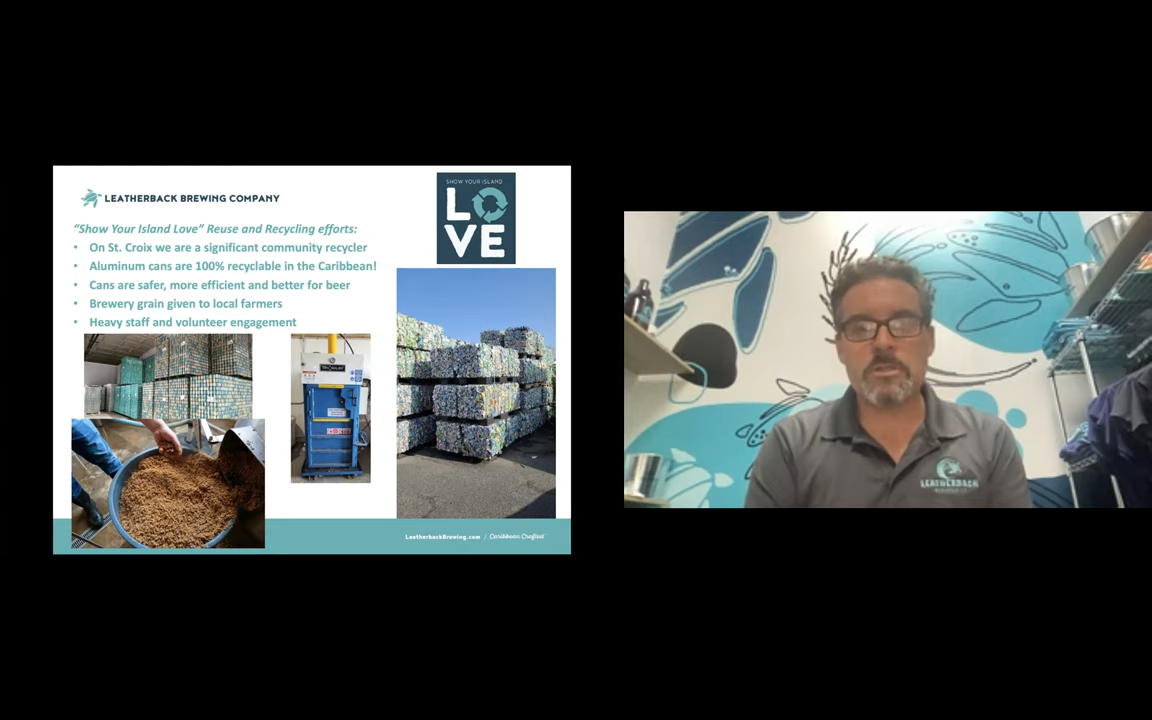 LEATHERBACK BREWING COMPANY
SHOW YOUR ISLAND
LOVE
“Show Your Island Love” Reuse and Recycling efforts:
• On St. Croix we are a significant community recycler
• Aluminum cans are 100% recyclable in the Caribbean!
• Cans are safer, more efficient and better for beer
• Brewery grain given to local farmers
• Heavy staff and volunteer engagement
LeatherbackBrewing.com / Caribbean Crafted
LEATHERBACK